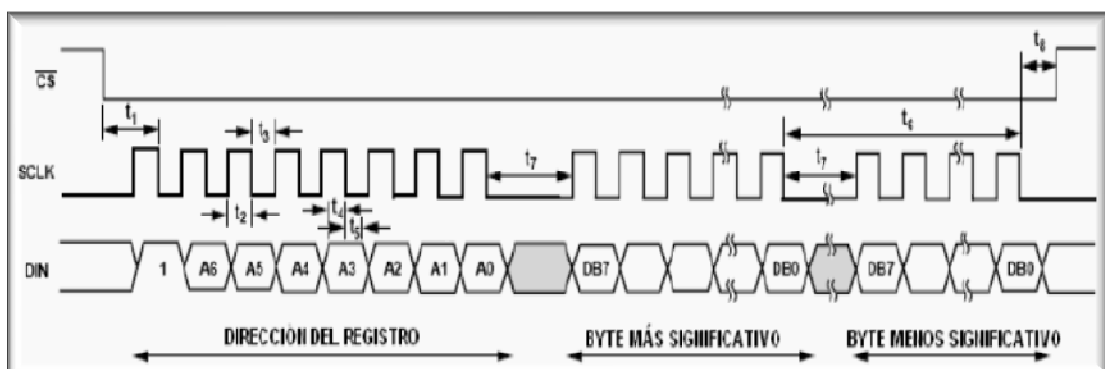 t8
CS
t1
t3
t6
SCLK
t7
t7
t2
t4
t5
DIN
1 A6 A5 A4 A3 A2 A1 A0 DB7 DB0 DB7 DB0
DIRECCIÓN DEL REGISTRO BYTE MÁS SIGNIFICATIVO BYTE MENOS SIGNIFICATIVO